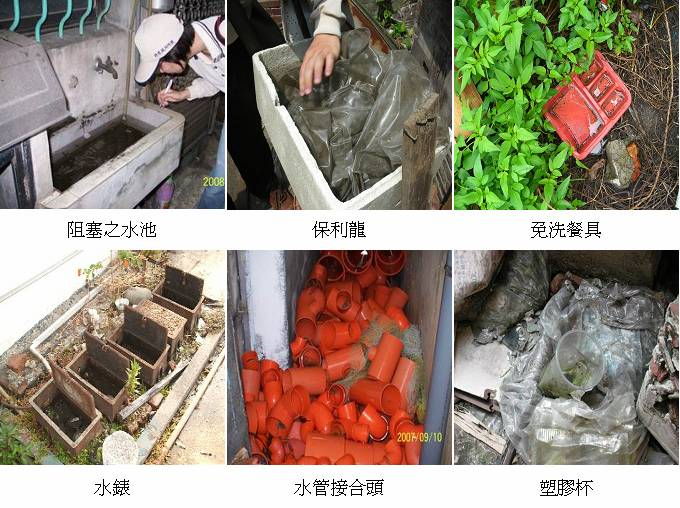 2008
阻塞之水池
保利龍
免洗餐具
2007/09/10
水錶
水管接合頭
塑膠杯